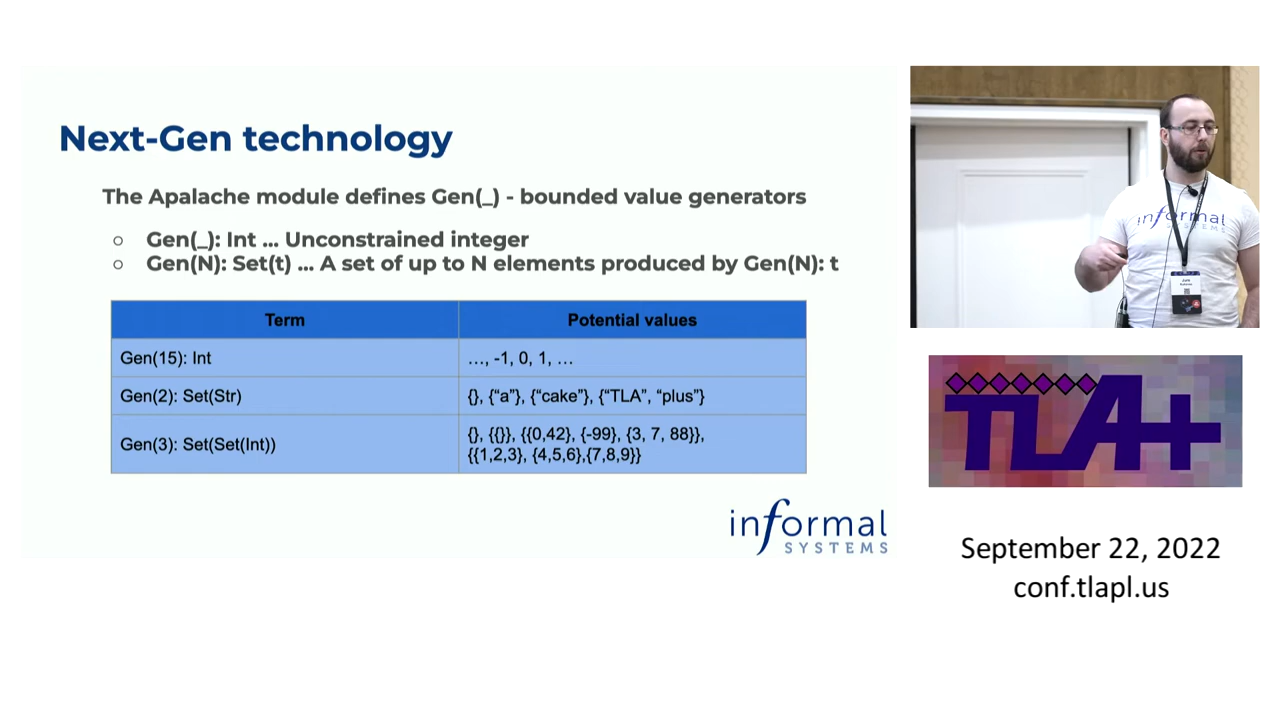 Next-Gen technology
The Apalache module defines Gen(_) - bounded value generators
○ Gen(_): Int ... Unconstrained integer
○ Gen(N): Set(t) ... A set of up to N elements produced by Gen(N): t
Term Potential values
Gen(15): Int …, -1, 0, 1, …
Gen(2): Set(Str) {}, {“a”}, {“cake”}, {“TLA”, “plus”}
Gen(3): Set(Set(Int)) {}, {{}}, {{0,42}, {-99}, {3, 7, 88}},
{{1,2,3}, {4,5,6},{7,8,9}}
informal
SYSTEMS
informal
SYSTEMS
TLA+
September 22, 2022
conf.tlapl.us